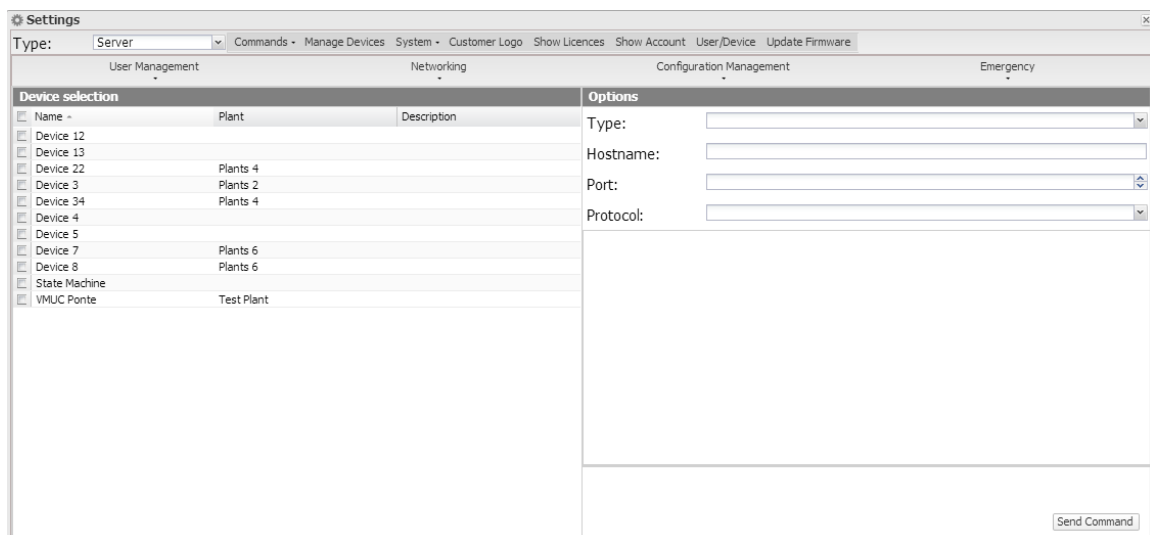 Settings
Type: Server Commands Manage Devices System Customer Logo Show Licences Show Account User/Device Update Firmware
User Management Networking Configuration Management Emergency
Device selection
Name Plant Description
Device 12
Device 13
Device 22 Plants 4
Device 3 Plants 2
Device 34 Plants 4
Device 4
Device 5
Device 7 Plants 6
Device 8 Plants 6
State Machine
VMUC Ponte Test Plant
Options
Type:
Hostname:
Port:
Protocol:
Send Command